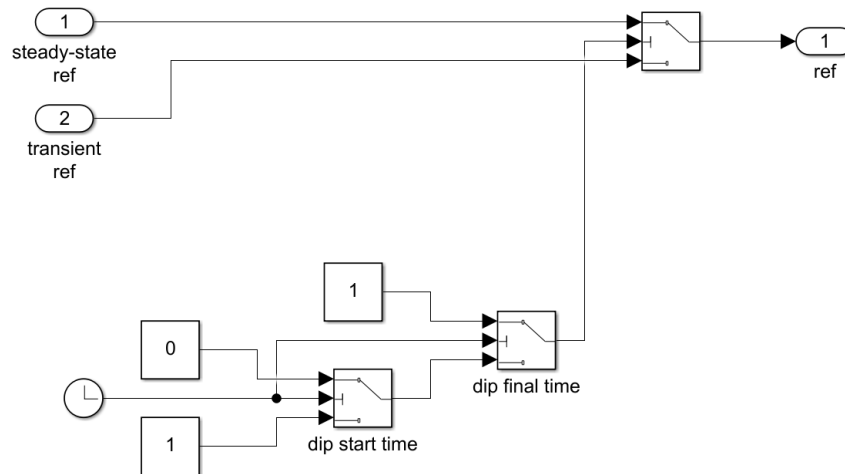 1
steady-state
ref
1
ref
2
transient
ref
1
0
dip final time
1
dip start time